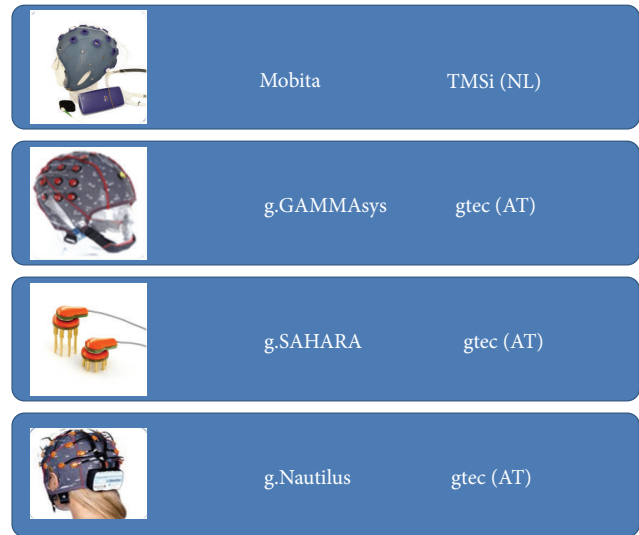 Mobita TMSi (NL)
g.GAMMAsys gtec (AT)
g.SAHARA gtec (AT)
g.Nautilus gtec (AT)